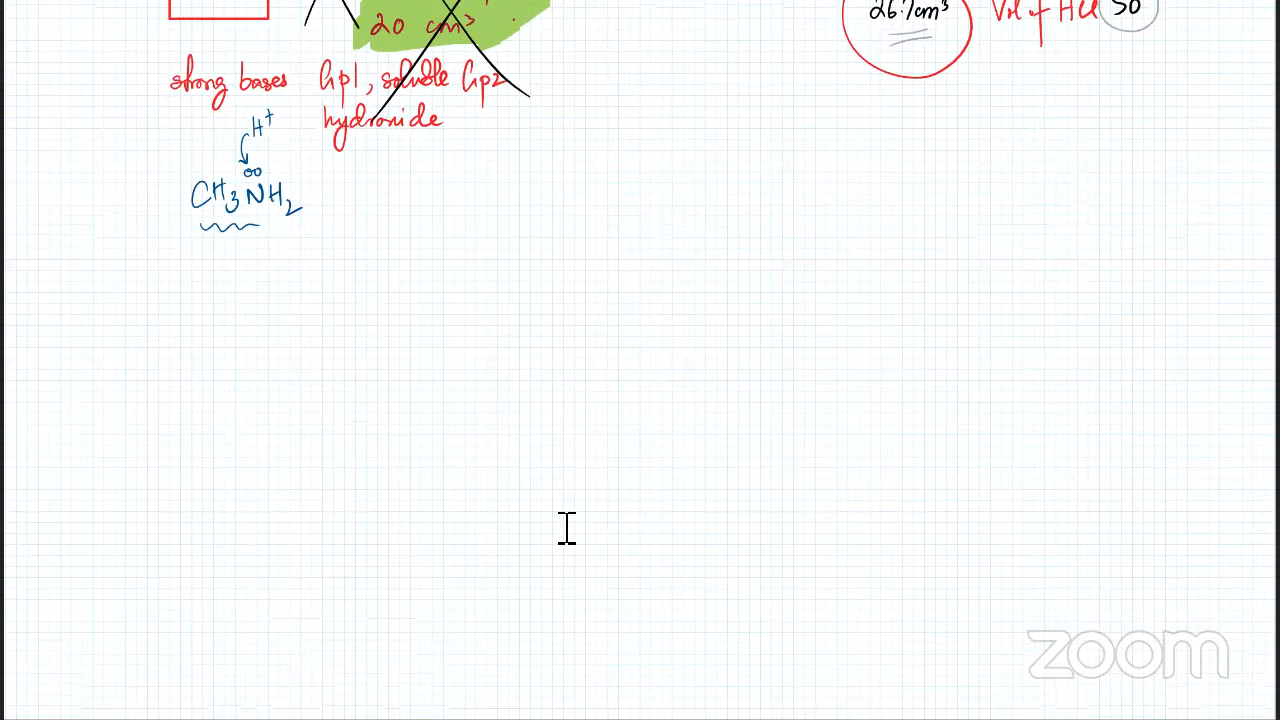 20 cm³
26.7cm³
Vol of HCl 50
strong bases Gp1, soluble Gp2
hydroxide
H+
CH3NH2
zoom